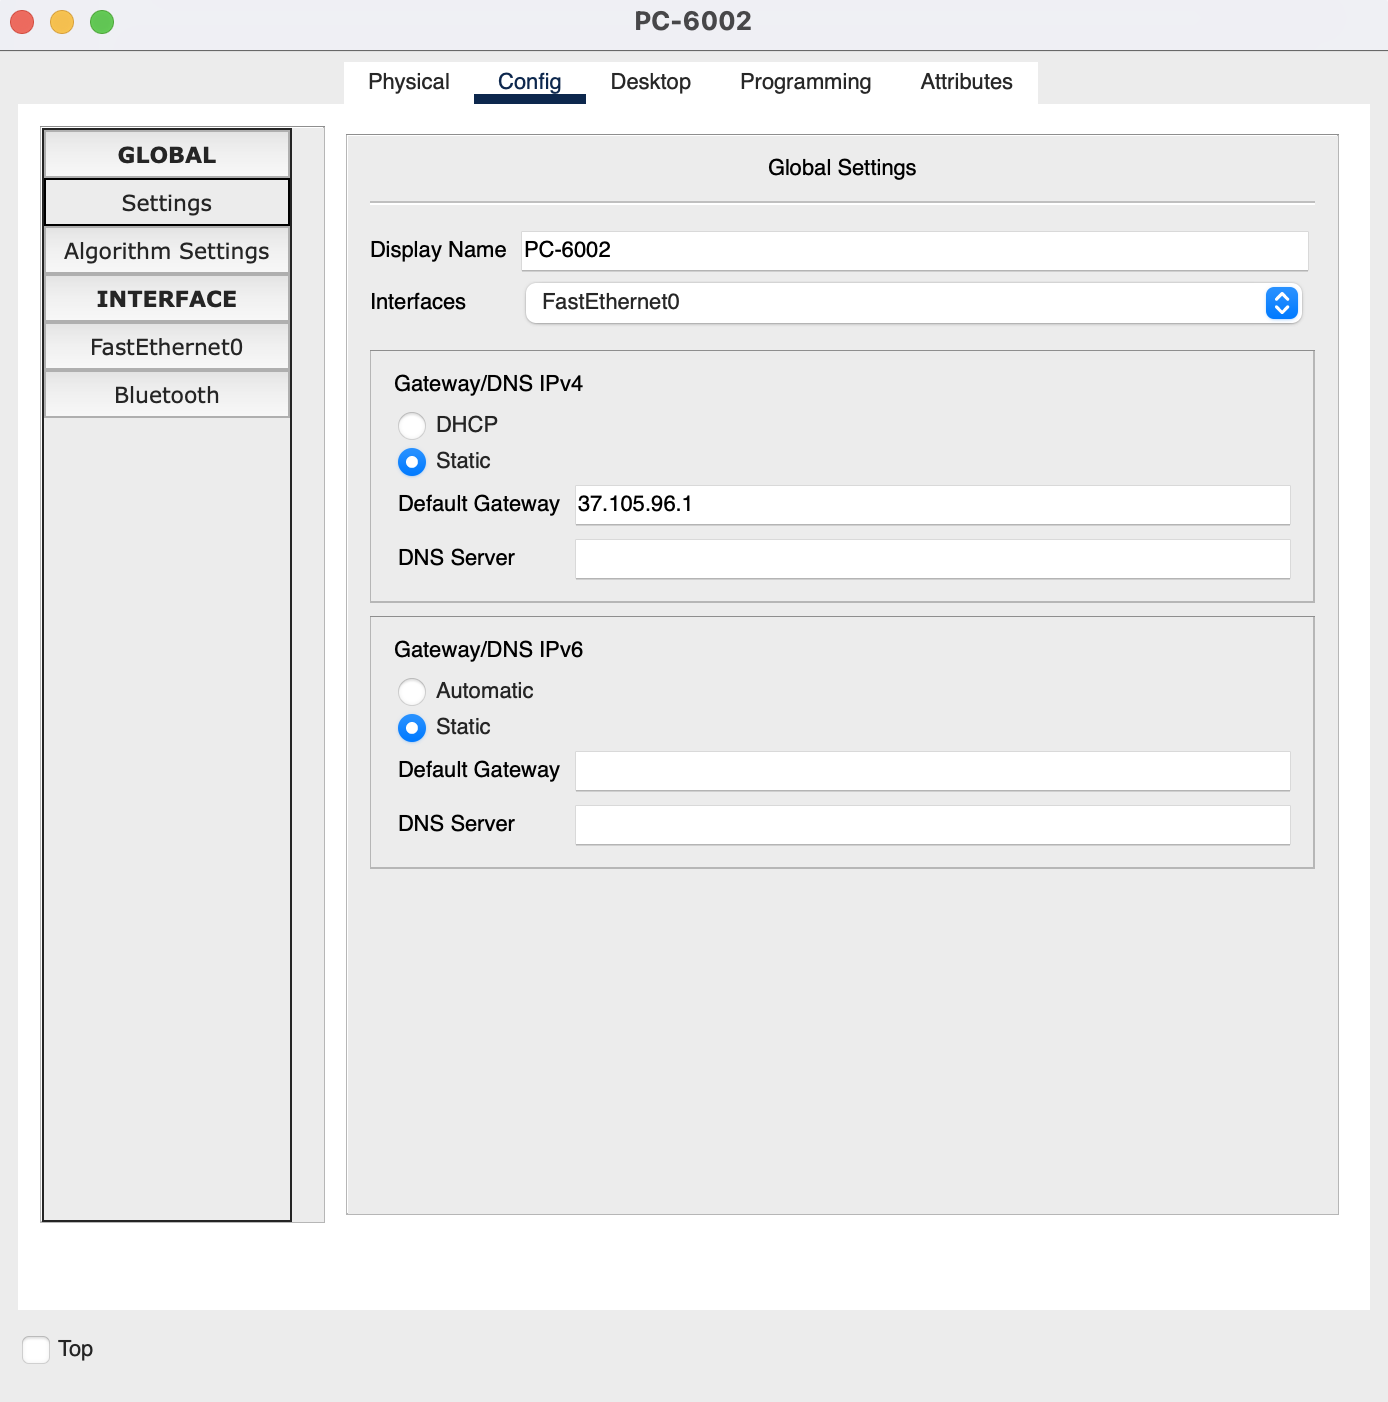 PC-6002
Physical Config Desktop Programming Attributes
GLOBAL
Settings
Algorithm Settings
INTERFACE
FastEthernet0
Bluetooth
Global Settings
Display Name PC-6002
Interfaces FastEthernet0
Gateway/DNS IPv4
DHCP
Static
Default Gateway 37.105.96.1
DNS Server
Gateway/DNS IPv6
Automatic
Static
Default Gateway
DNS Server
Top